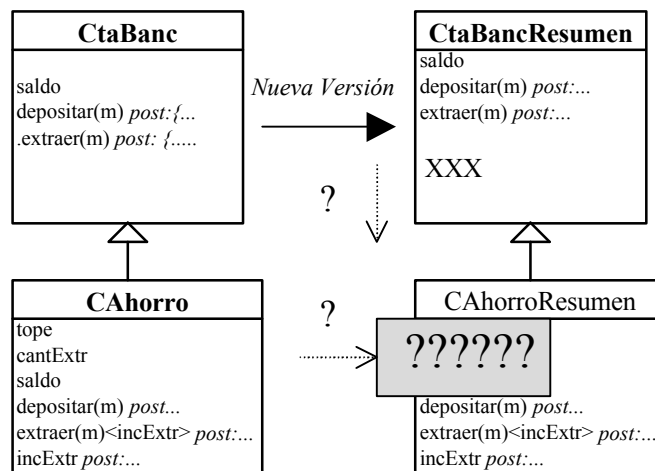 CtaBanc
saldo
depositar(m) post:{...
.extraer(m) post: {.....
Nueva Versión
CtaBancResumen
saldo
depositar(m) post:...
extraer(m) post:...
XXX
?
CAhorro
tope
cantExtr
saldo
depositar(m) post...
extraer(m)<incExtr> post:...
incExtr post:...
?
CAhorroResumen
??????
depositar(m) post...
extraer(m)<incExtr> post:...
incExtr post:...